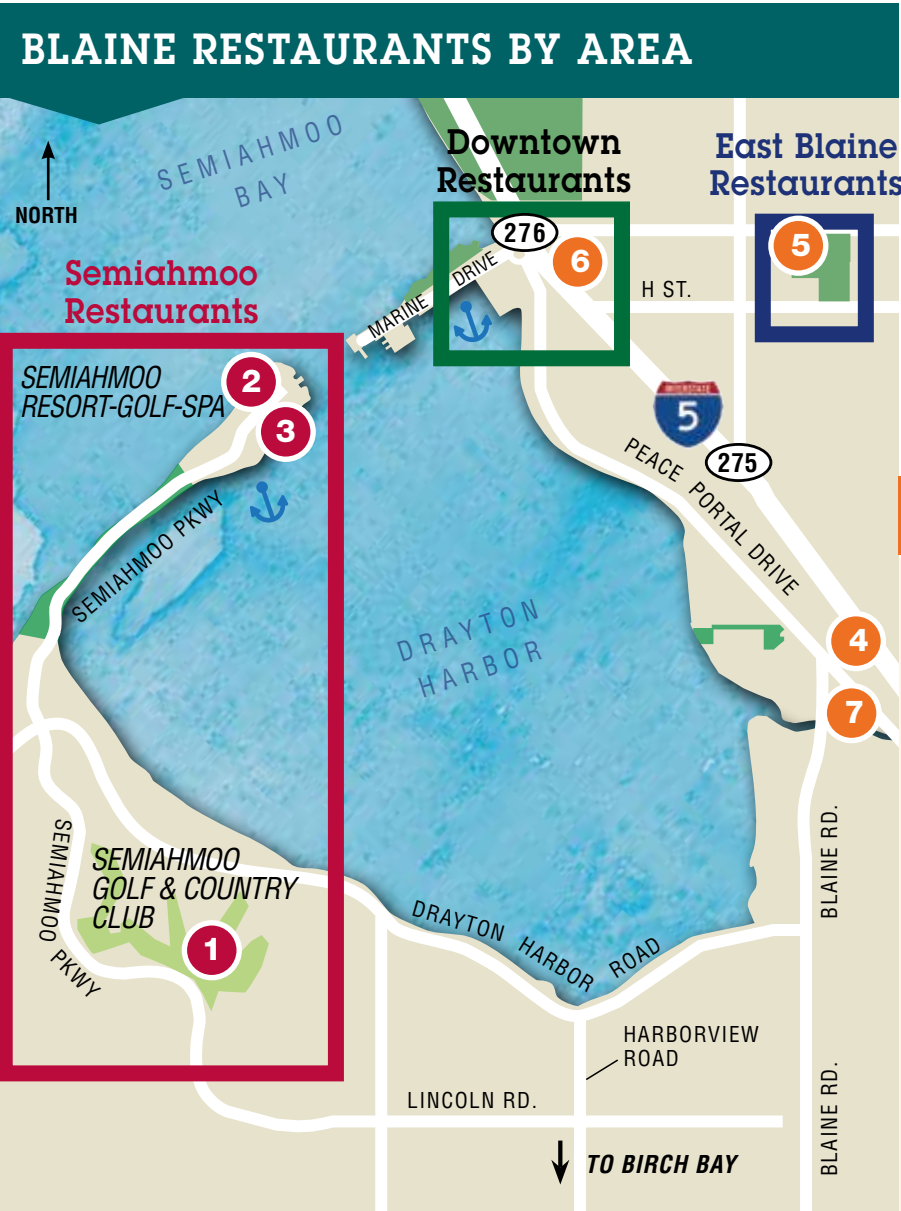 BLAINE RESTAURANTS BY AREA
SEMIAHMOO
BAY
NORTH
Downtown
Restaurants
East Blaine
Restaurants
276
6
5
H ST.
MARINE DRIVE
Semiahmoo
Restaurants
SEMIAHMOO
RESORT-GOLF-SPA
2
3
SEMIAHMOO PKWY
INTERSTATE
5
275
PEACE PORTAL DRIVE
DRAYTON
HARBOR
4
7
SEMIAHMOO PKWY
SEMIAHMOO
GOLF & COUNTRY
CLUB
1
DRAYTON HARBOR ROAD
BLAINE RD.
HARBORVIEW
ROAD
LINCOLN RD.
BLAINE RD.
TO BIRCH BAY